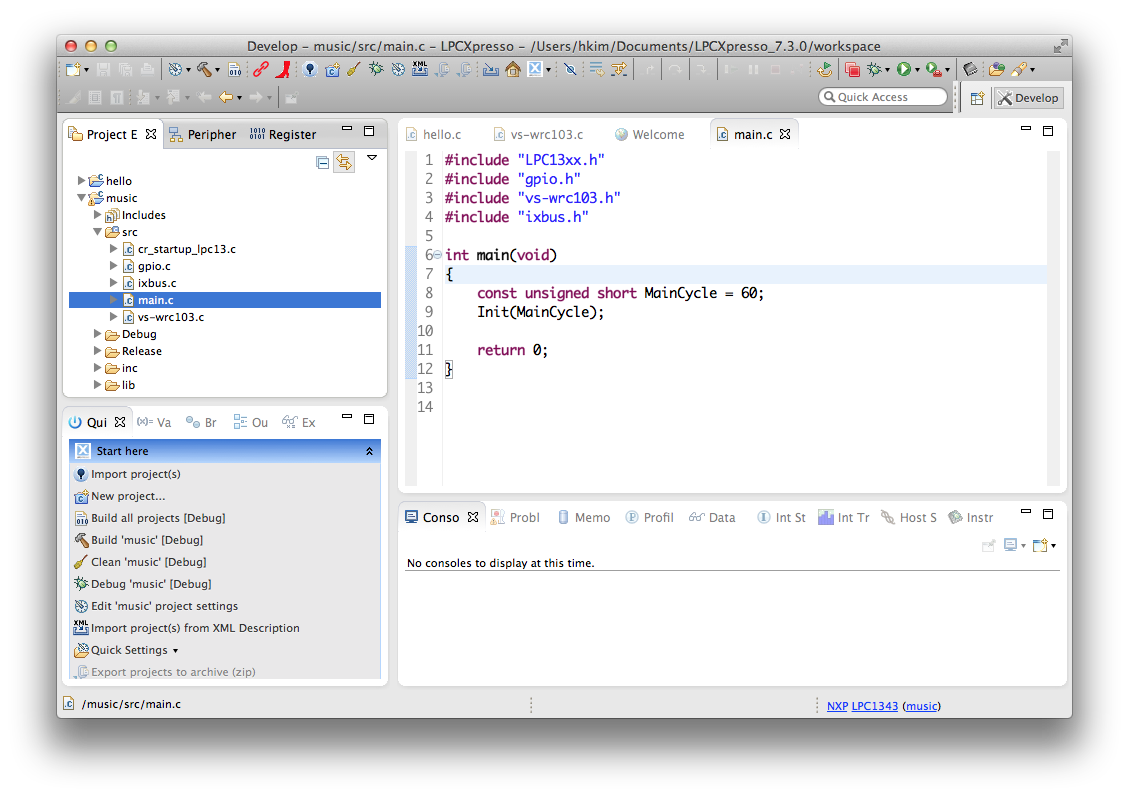 Develop – music/src/main.c – LPCXpresso – /Users/hkim/Documents/LPCXpresso_7.3.0/workspace
Quick Access
Develop
Project E
Peripher
Register
hello
music
Includes
src
cr_startup_lpc13.c
gpio.c
ixbus.c
main.c
vs-wrc103.c
Debug
Release
inc
lib
hello.c
vs-wrc103.c
Welcome
main.c
1 #include "LPC13xx.h"
2 #include "gpio.h"
3 #include "vs-wrc103.h"
4 #include "ixbus.h"
5
6 int main(void)
7 {
8     const unsigned short MainCycle = 60;
9     Init(MainCycle);
10
11     return 0;
12 }
13
14
Qui
(x)= Va
Br
Ou
Ex
Start here
Import project(s)
New project...
Build all projects [Debug]
Build 'music' [Debug]
Clean 'music' [Debug]
Debug 'music' [Debug]
Edit 'music' project settings
Import project(s) from XML Description
Quick Settings
Export projects to archive (zip)
Conso
Probl
Memo
Profil
Data
Int St
Int Tr
Host S
Instr
No consoles to display at this time.
/music/src/main.c
NXP LPC1343 (music)